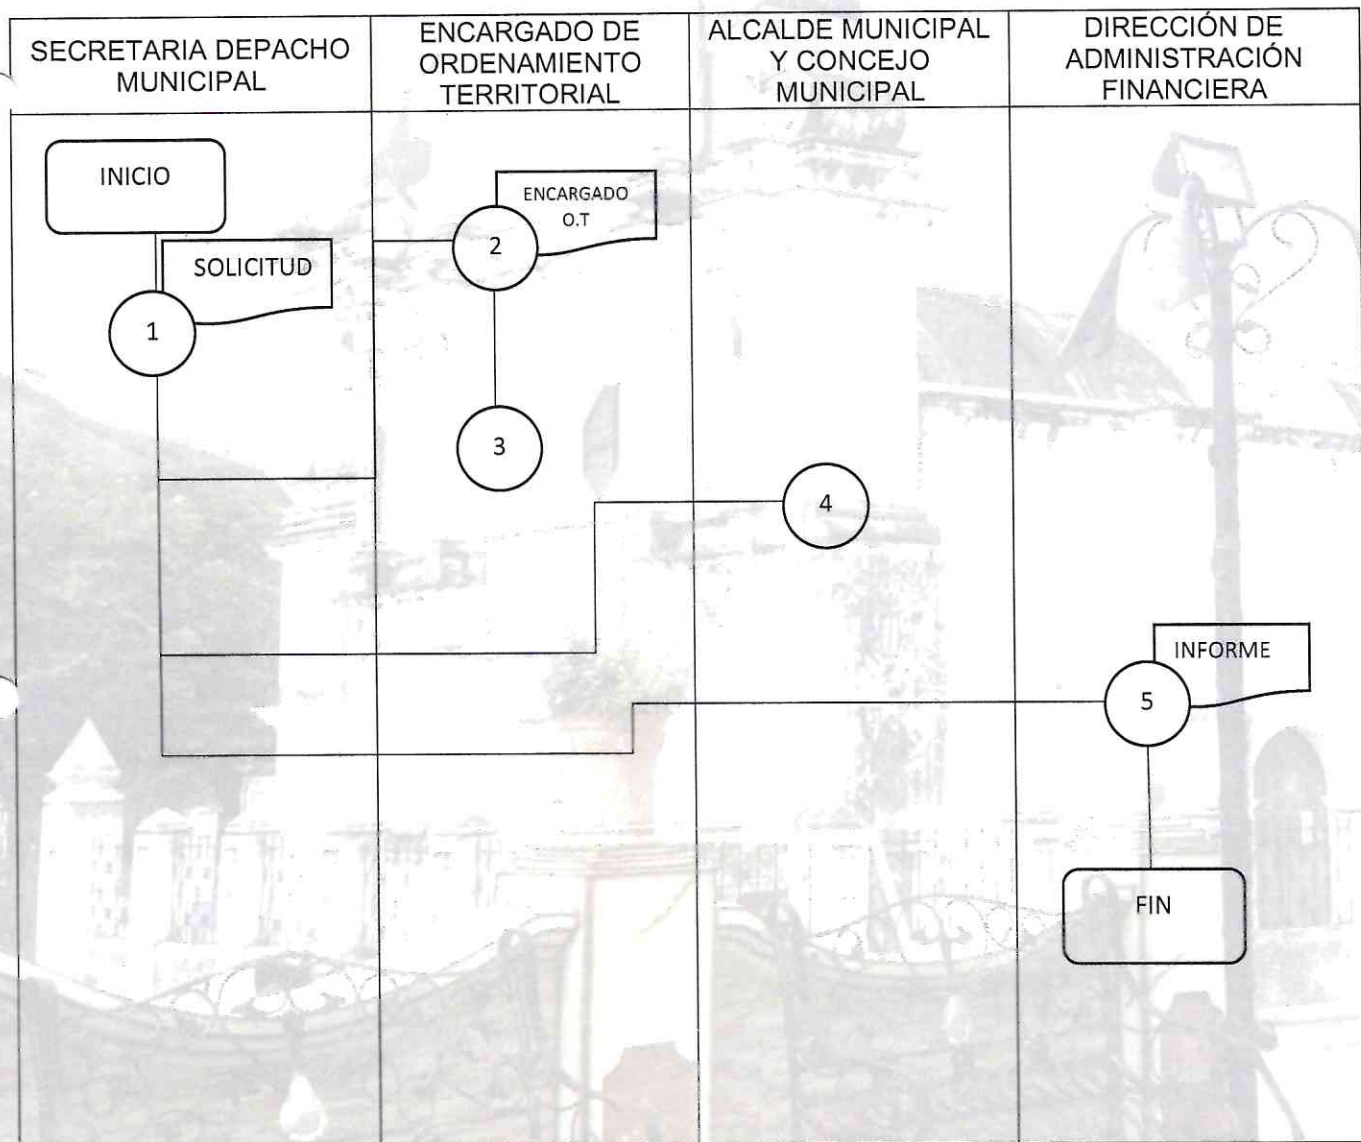 SECRETARIA DEPACHO
MUNICIPAL
ENCARGADO DE
ORDENAMIENTO
TERRITORIAL
ALCALDE MUNICIPAL
Y CONCEJO
MUNICIPAL
DIRECCIÓN DE
ADMINISTRACIÓN
FINANCIERA
INICIO
SOLICITUD
1
ENCARGADO
O.T
2
3
4
INFORME
5
FIN